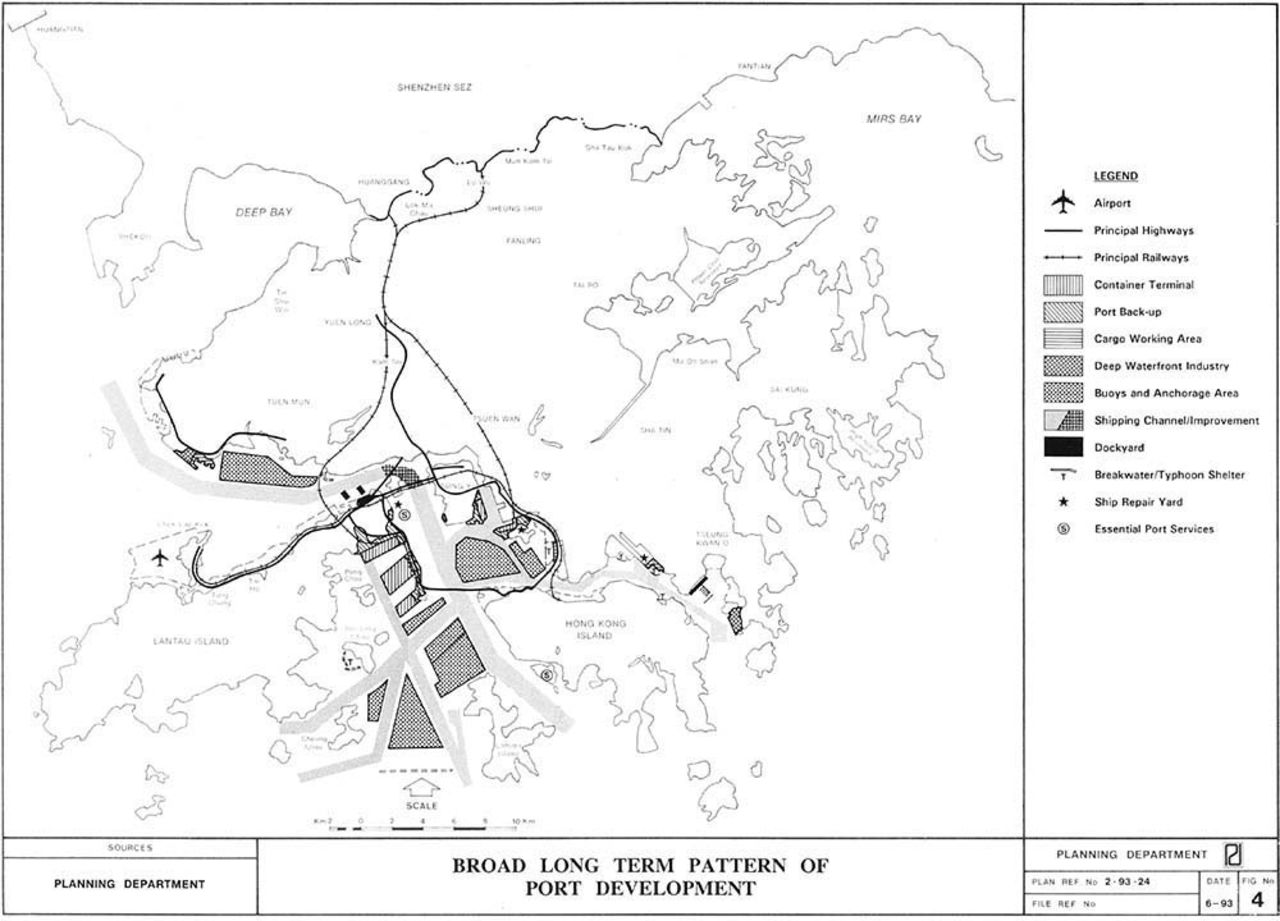 HUANGTIAN
SHENZHEN SEZ
YANTIAN
MIRS BAY
Sha Tau Kok
Mun Kam To
HUANGGANG
Lo Wu
Lok Ma
Chau
SHEUNG SHUI
DEEP BAY
SHEKOU
FANLING
TAI PO
Tin
Shui
Wai
YUEN LONG
Kam Tin
Ma On Shan
SAI KUNG
TUEN MUN
TSUEN WAN
SHA TIN
TSING YI
S
CHEK LAP KOK
TSEUNG
KWAN O
Tung
Chung
Tai
Ho
Peng
Chau
LANTAU ISLAND
HONG KONG
ISLAND
T
S
Cheung
Chau
Lamma
Island
SCALE
Km 2 0 2 4 6 8 10 Km
LEGEND
Airport
Principal Highways
Principal Railways
Container Terminal
Port Back-up
Cargo Working Area
Deep Waterfront Industry
Buoys and Anchorage Area
Shipping Channel/Improvement
Dockyard
T Breakwater/Typhoon Shelter
Ship Repair Yard
S Essential Port Services
SOURCES
PLANNING DEPARTMENT
BROAD LONG TERM PATTERN OF
PORT DEVELOPMENT
PLANNING DEPARTMENT
PLAN REF No 2-93-24
DATE
FIG No
FILE REF No
6-93
4